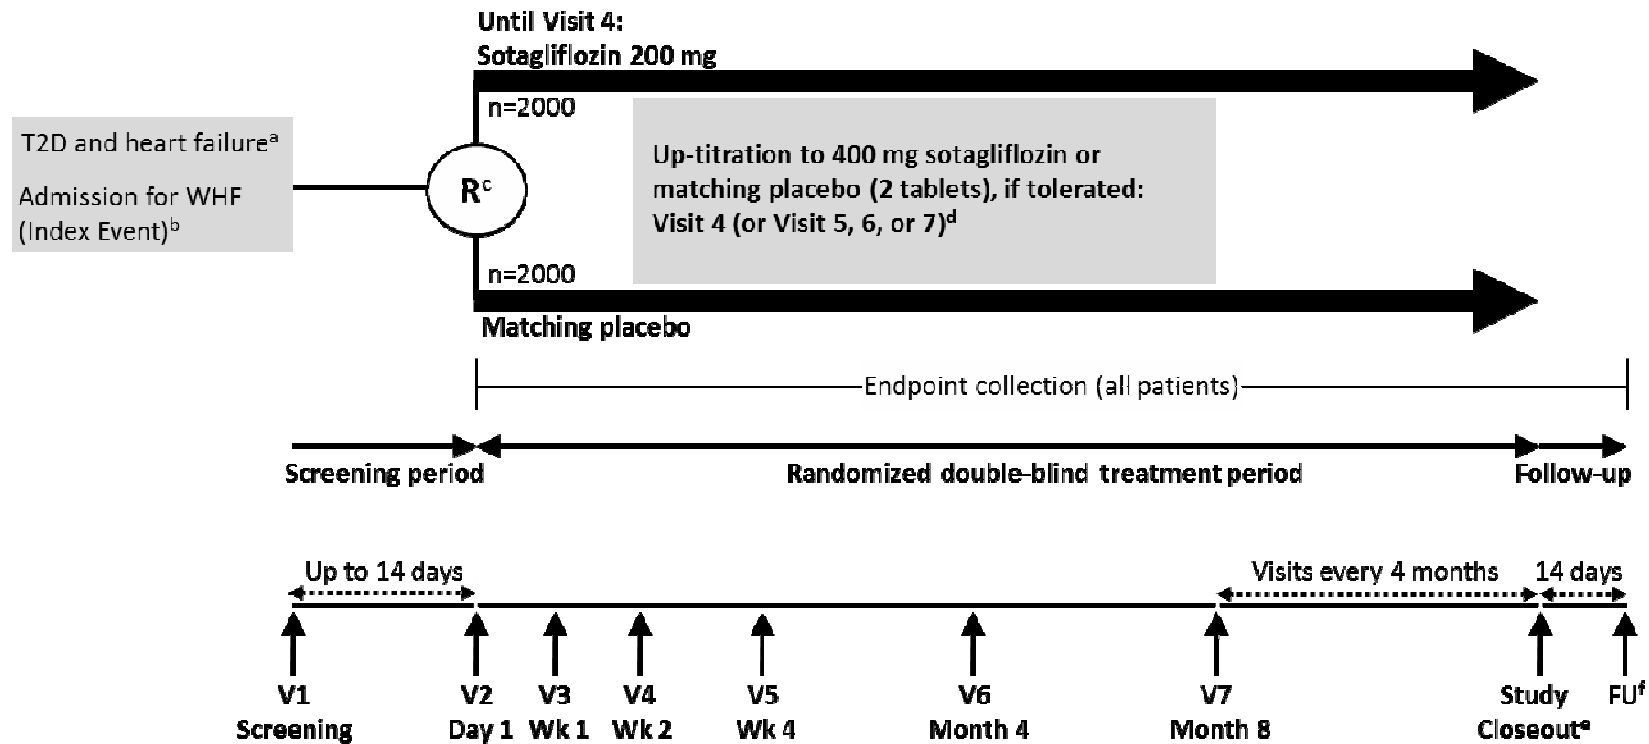 Until Visit 4:
Sotagliflozin 200 mg
n=2000
T2D and heart failureᵃ
Admission for WHF
(Index Event)ᵇ
Rᶜ
Up-titration to 400 mg sotagliflozin or
matching placebo (2 tablets), if tolerated:
Visit 4 (or Visit 5, 6, or 7)ᵈ
n=2000
Matching placebo
Endpoint collection (all patients)
Screening period
Randomized double-blind treatment period
Follow-up
Up to 14 days
Visits every 4 months
14 days
V1
Screening
V2
Day 1
V3
Wk 1
V4
Wk 2
V5
Wk 4
V6
Month 4
V7
Month 8
Study
Closeoutᵉ
FUᶠ